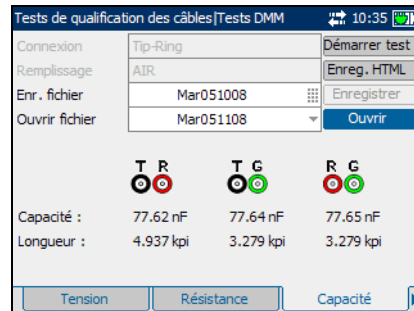 Tests de qualification des câbles|Tests DMM 10:35
Connexion Tip-Ring Démarrer test
Remplissage AIR Enreg. HTML
Enr. fichier Mar051008 Enregistrer
Ouvrir fichier Mar051108 Ouvrir
T R T G R G
Capacité : 77.62 nF 77.64 nF 77.65 nF
Longueur : 4.937 kpi 3.279 kpi 3.279 kpi
Tension Résistance Capacité